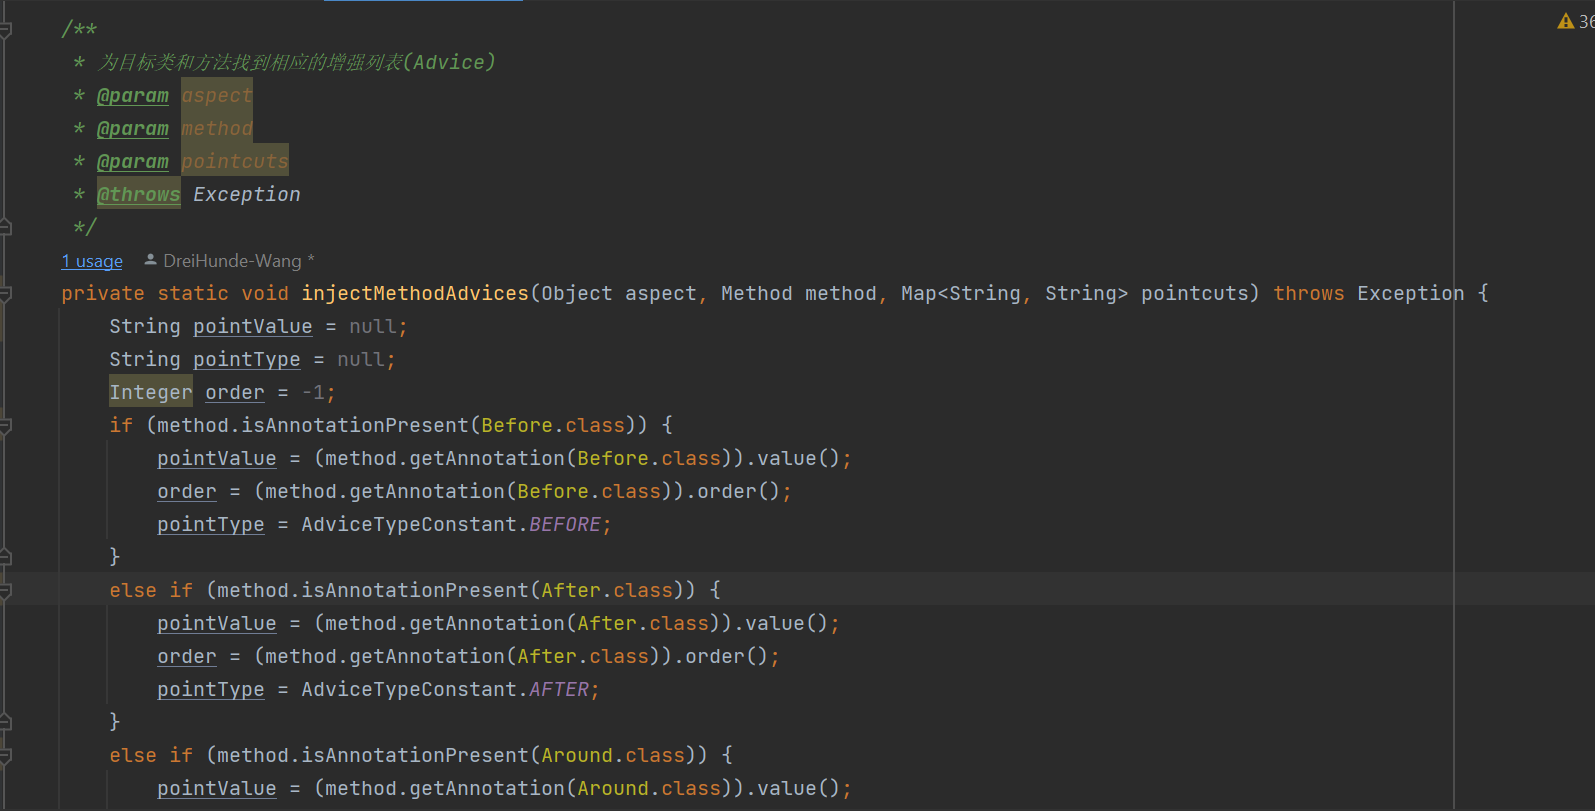 36
/**
* 为目标类和方法找到相应的增强列表(Advice)
* @param aspect
* @param method
* @param pointcuts
* @throws Exception
*/
1 usage DreiHunde-Wang *
private static void injectMethodAdvices(Object aspect, Method method, Map<String, String> pointcuts) throws Exception {
String pointValue = null;
String pointType = null;
Integer order = -1;
if (method.isAnnotationPresent(Before.class)) {
pointValue = (method.getAnnotation(Before.class)).value();
order = (method.getAnnotation(Before.class)).order();
pointType = AdviceTypeConstant.BEFORE;
}
else if (method.isAnnotationPresent(After.class)) {
pointValue = (method.getAnnotation(After.class)).value();
order = (method.getAnnotation(After.class)).order();
pointType = AdviceTypeConstant.AFTER;
}
else if (method.isAnnotationPresent(Around.class)) {
pointValue = (method.getAnnotation(Around.class)).value();